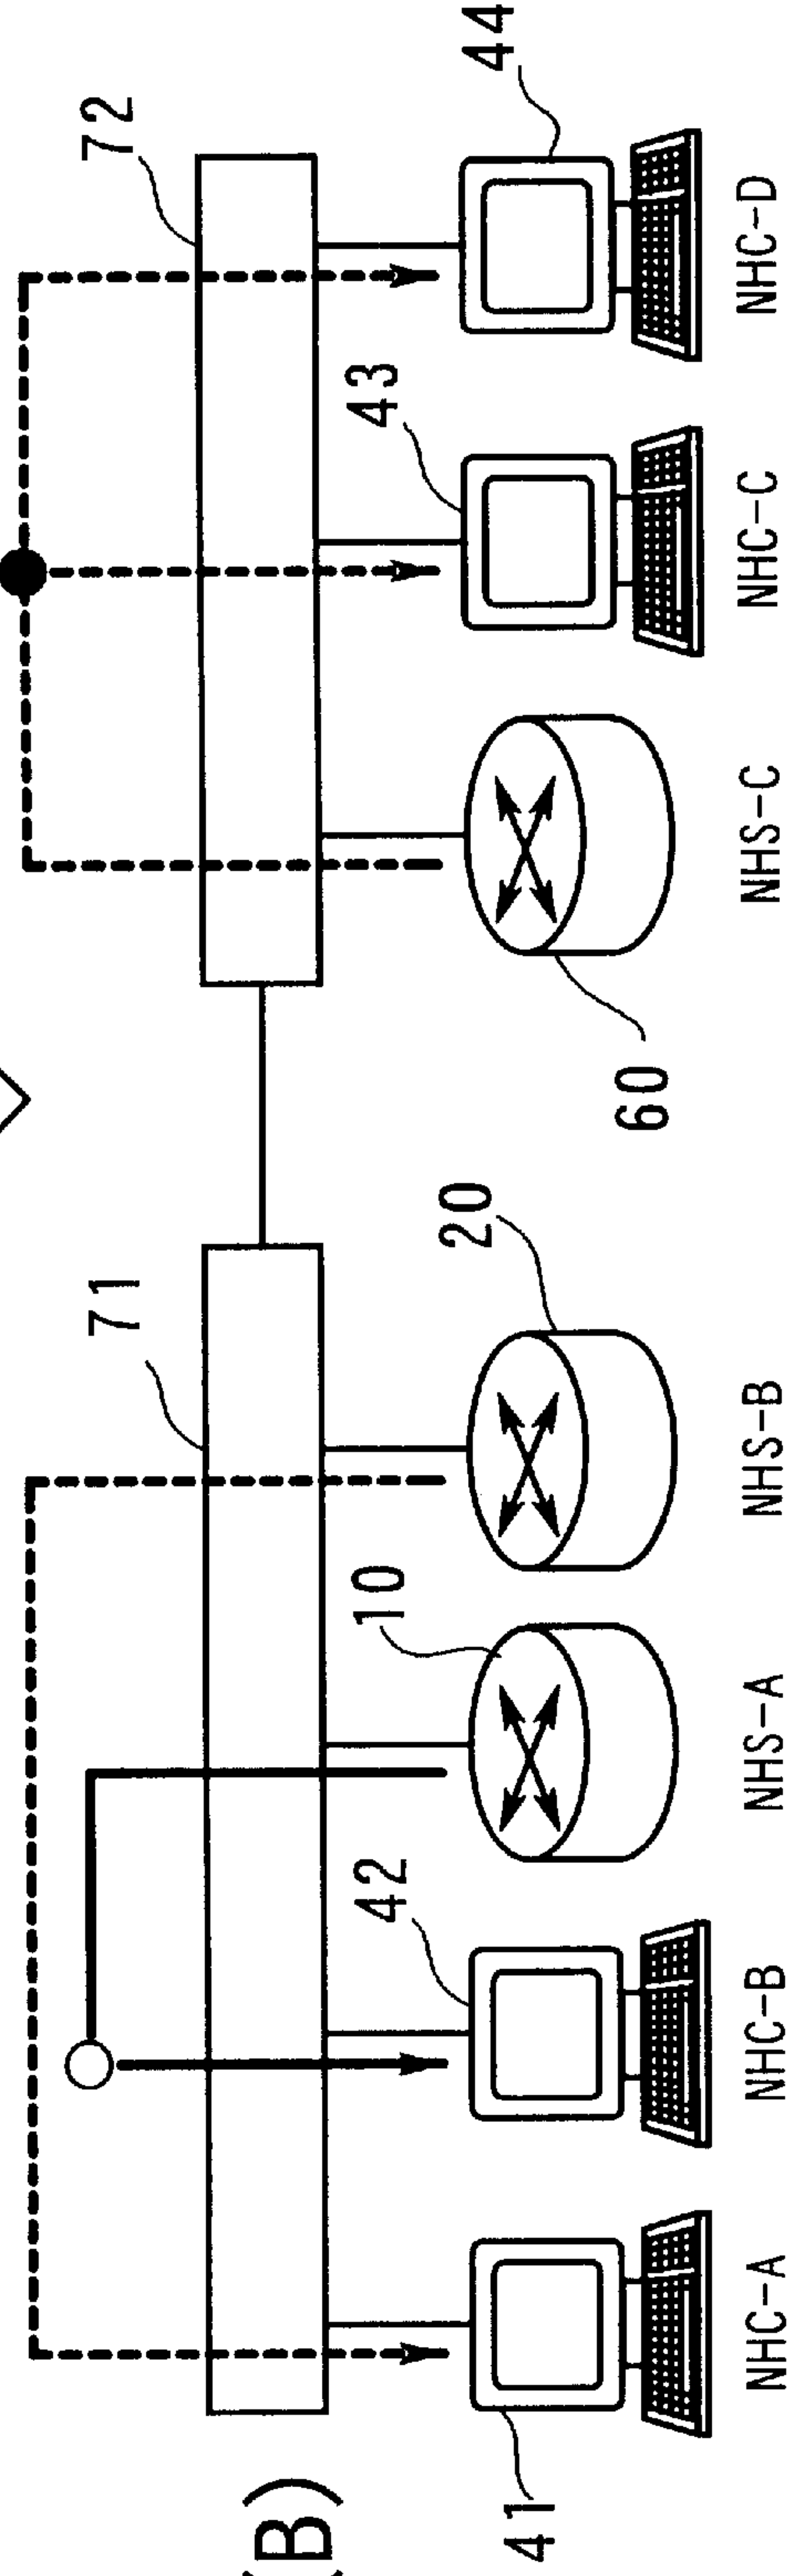 (B)
71
72
41
42
10
20
60
43
44
NHC-A
NHC-B
NHS-A
NHS-B
NHS-C
NHC-C
NHC-D